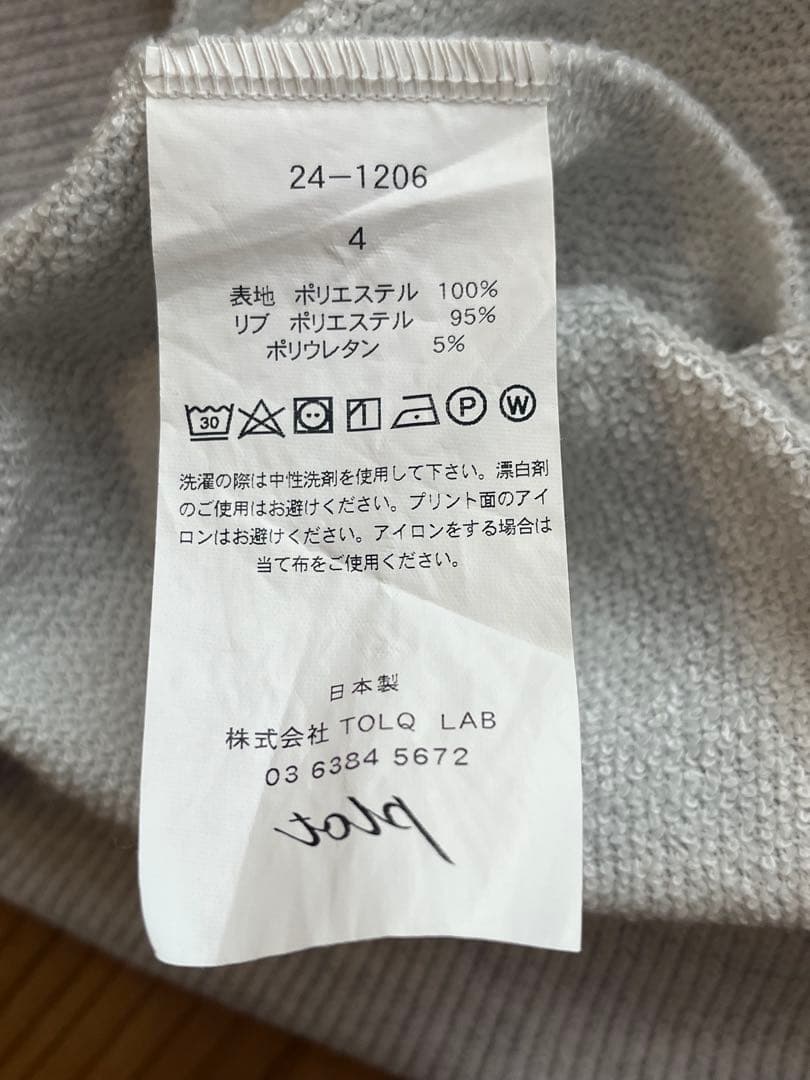 24-1206
4
表地 ポリエステル 100%
リブ ポリエステル 95%
ポリウレタン 5%
30 P W
洗濯の際は中性洗剤を使用して下さい。漂白剤
のご使用はお避けください。プリント面のアイ
ロンはお避けください。アイロンをする場合は
当て布をご使用ください。
日本製
株式会社 TOLQ LAB
03 6384 5672
plot